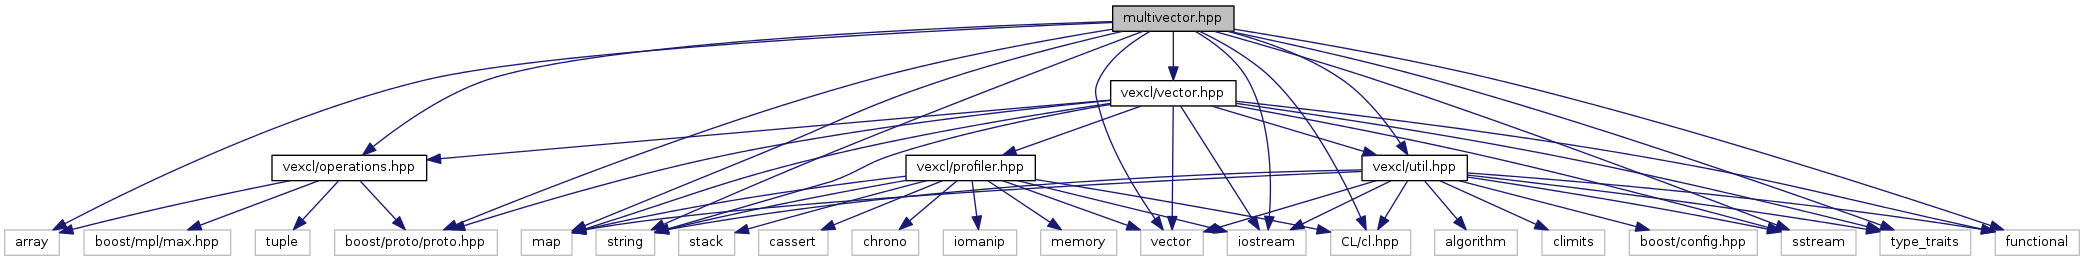 multivector.hpp
vexcl/vector.hpp
vexcl/operations.hpp
vexcl/profiler.hpp
vexcl/util.hpp
array
boost/mpl/max.hpp
tuple
boost/proto/proto.hpp
map
string
stack
cassert
chrono
iomanip
memory
vector
iostream
CL/cl.hpp
algorithm
climits
boost/config.hpp
sstream
type_traits
functional